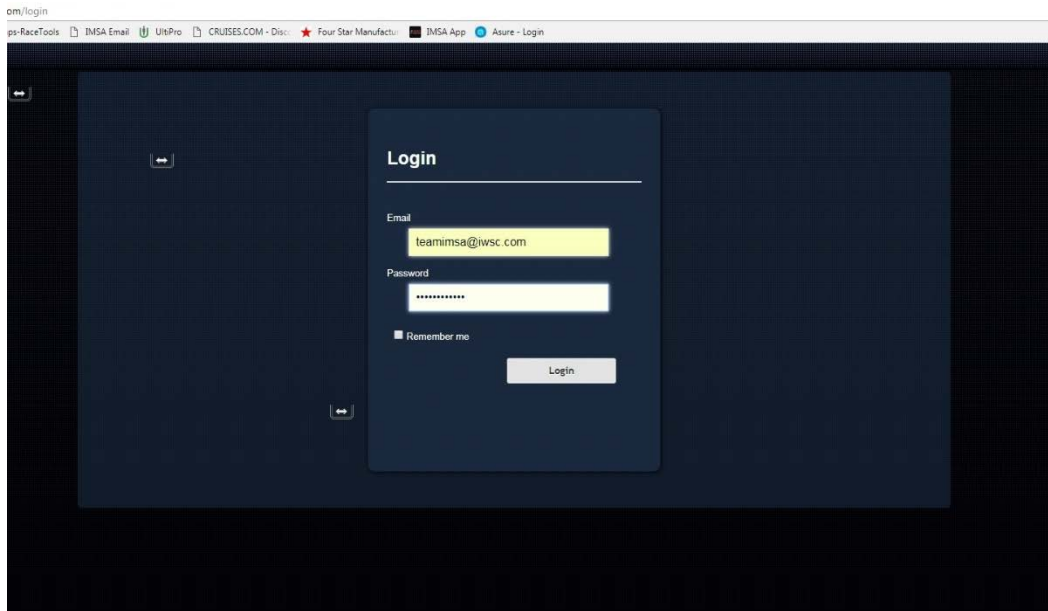 om/login
ps-RaceTools IMSA Email UltiPro CRUISES.COM - Disc Four Star Manufactu IMSA App Asure - Login
Login
Email
teamimsa@iwsc.com
Password
••••••••••••
Remember me
Login